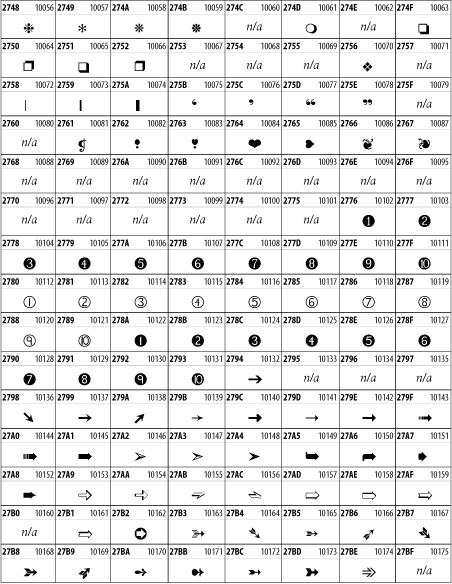 2748 10056 2749 10057 274A 10058 274B 10059 274C 10060 274D 10061 274E 10062 274F 10063
❈ ❉ ❊ ❋ n/a ❍ n/a ❏
2750 10064 2751 10065 2752 10066 2753 10067 2754 10068 2755 10069 2756 10070 2757 10071
❐ ❑ ❒ n/a n/a n/a ❖ n/a
2758 10072 2759 10073 275A 10074 275B 10075 275C 10076 275D 10077 275E 10078 275F 10079
❘ ❙ ❚ ❛ ❜ ❝ ❞ n/a
2760 10080 2761 10081 2762 10082 2763 10083 2764 10084 2765 10085 2766 10086 2767 10087
n/a ❡ ❢ ❣ ❤ ❥ ❦ ❧
2768 10088 2769 10089 276A 10090 276B 10091 276C 10092 276D 10093 276E 10094 276F 10095
n/a n/a n/a n/a n/a n/a n/a n/a
2770 10096 2771 10097 2772 10098 2773 10099 2774 10100 2775 10101 2776 10102 2777 10103
n/a n/a n/a n/a n/a n/a ❶ ❷
2778 10104 2779 10105 277A 10106 277B 10107 277C 10108 277D 10109 277E 10110 277F 10111
❸ ❹ ❺ ❻ ❼ ❽ ❾ ❿
2780 10112 2781 10113 2782 10114 2783 10115 2784 10116 2785 10117 2786 10118 2787 10119
➀ ➁ ➂ ➃ ➄ ➅ ➆ ➇
2788 10120 2789 10121 278A 10122 278B 10123 278C 10124 278D 10125 278E 10126 278F 10127
➈ ➉ ➊ ➋ ➌ ➍ ➎ ➏
2790 10128 2791 10129 2792 10130 2793 10131 2794 10132 2795 10133 2796 10134 2797 10135
➐ ➑ ➒ ➓ ➔ n/a n/a n/a
2798 10136 2799 10137 279A 10138 279B 10139 279C 10140 279D 10141 279E 10142 279F 10143
➘ ➙ ➚ ➛ ➜ ➝ ➞ ➟
27A0 10144 27A1 10145 27A2 10146 27A3 10147 27A4 10148 27A5 10149 27A6 10150 27A7 10151
➠ ➡ ➢ ➣ ➤ ➥ ➦ ➧
27A8 10152 27A9 10153 27AA 10154 27AB 10155 27AC 10156 27AD 10157 27AE 10158 27AF 10159
➨ ➩ ➪ ➫ ➬ ➭ ➮ ➯
27B0 10160 27B1 10161 27B2 10162 27B3 10163 27B4 10164 27B5 10165 27B6 10166 27B7 10167
n/a ➱ ➲ ➳ ➴ ➵ ➶ ➷
27B8 10168 27B9 10169 27BA 10170 27BB 10171 27BC 10172 27BD 10173 27BE 10174 27BF 10175
➸ ➹ ➺ ➻ ➼ ➽ ➾ n/a